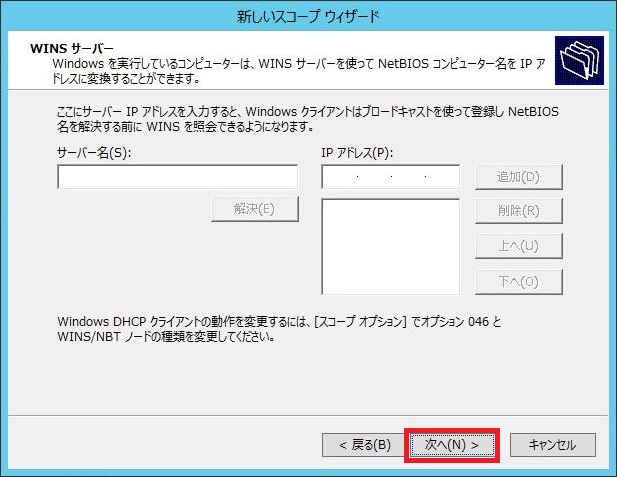 新しいスコープ ウィザード
WINS サーバー
Windows を実行しているコンピューターは、WINS サーバーを使って NetBIOS コンピューター名を IP ア
ドレスに変換することができます。
ここにサーバー IP アドレスを入力すると、Windows クライアントはブロードキャストを使って登録し NetBIOS
名を解決する前に WINS を照会できるようになります。
サーバー名(S):
IP アドレス(P):
追加(D)
解決(E)
削除(R)
上へ(U)
下へ(O)
Windows DHCP クライアントの動作を変更するには、[スコープ オプション] でオプション 046 と
WINS/NBT ノードの種類を変更してください。
< 戻る(B)
次へ(N) >
キャンセル